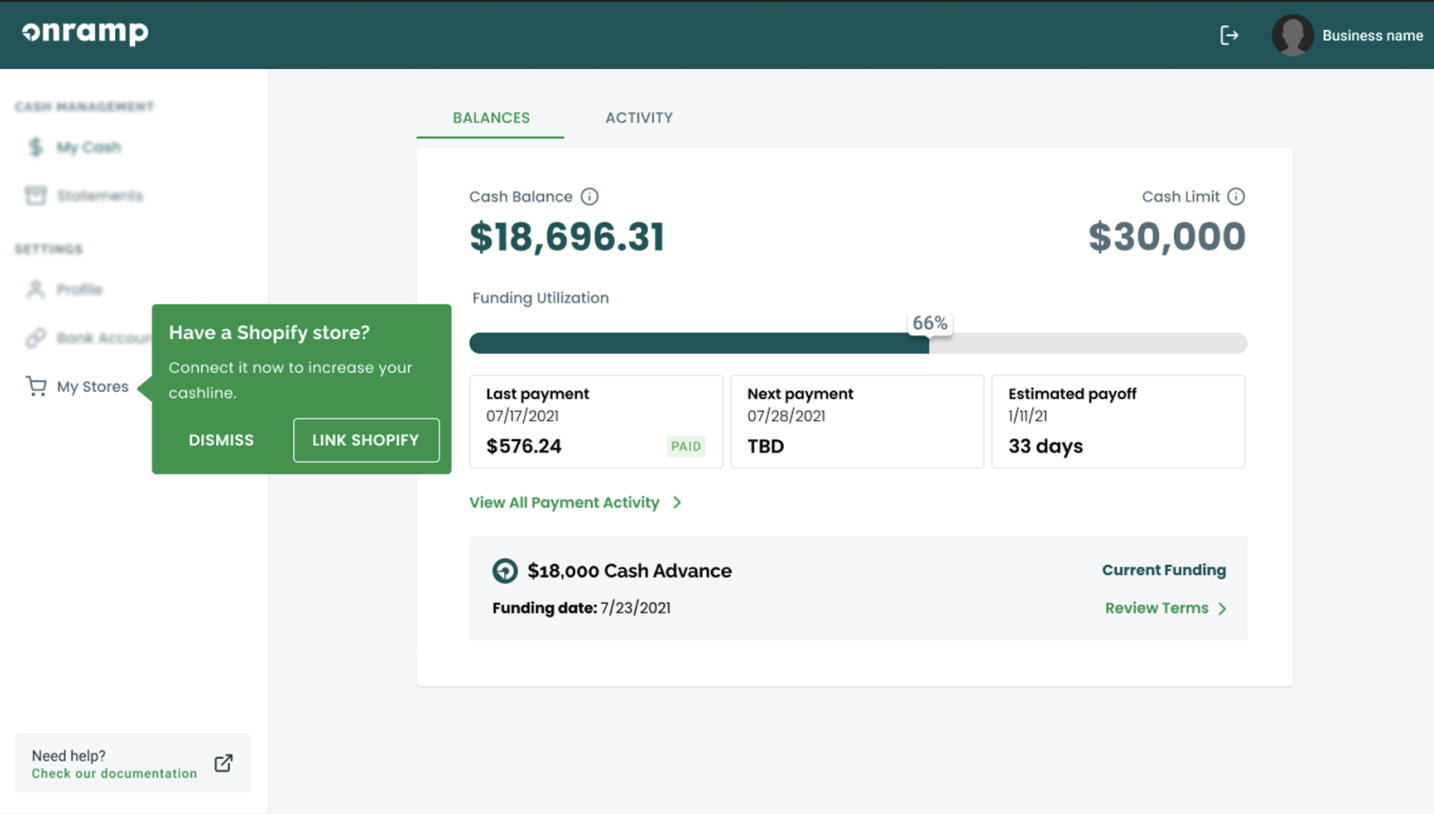 onramp
Business name
CASH MANAGEMENT
My Cash
Statements
SETTINGS
Profile
Bank Accoun
My Stores
Have a Shopify store?
Connect it now to increase your
cashline.
DISMISS
LINK SHOPIFY
BALANCES
ACTIVITY
Cash Balance
Cash Limit
$18,696.31
$30,000
Funding Utilization
66%
Last payment
07/17/2021
$576.24
PAID
Next payment
07/28/2021
TBD
Estimated payoff
1/11/21
33 days
View All Payment Activity
$18,000 Cash Advance
Current Funding
Funding date: 7/23/2021
Review Terms
Need help?
Check our documentation